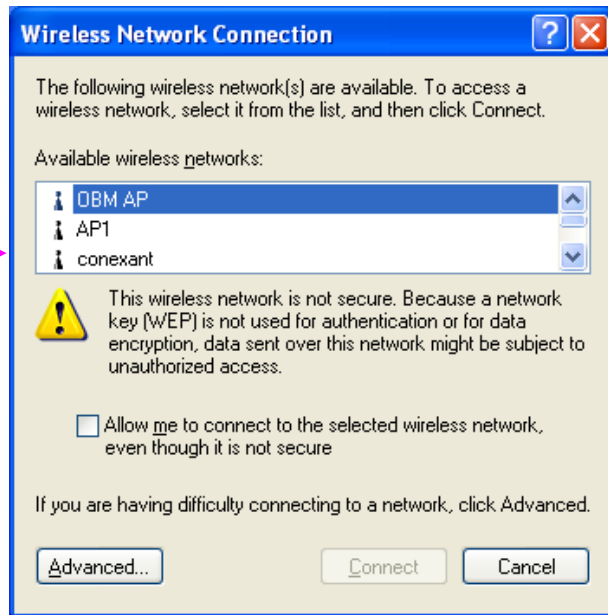 Wireless Network Connection
The following wireless network(s) are available. To access a
wireless network, select it from the list, and then click Connect.
Available wireless networks:
OBM AP
AP1
conexant
This wireless network is not secure. Because a network
key (WEP) is not used for authentication or for data
encryption, data sent over this network might be subject to
unauthorized access.
Allow me to connect to the selected wireless network,
even though it is not secure
If you are having difficulty connecting to a network, click Advanced.
Advanced... Connect Cancel